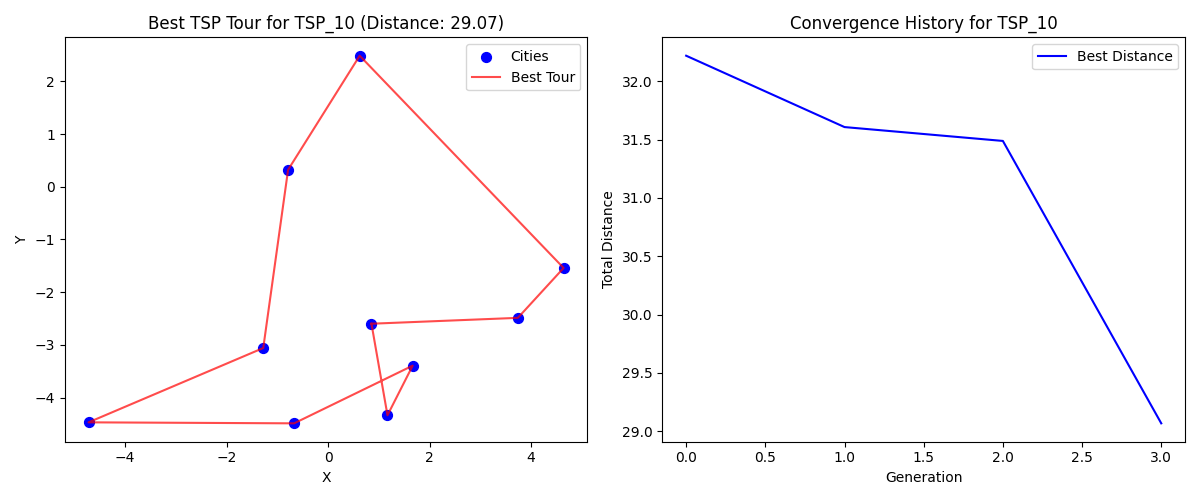 Best TSP Tour for TSP_10 (Distance: 29.07)
Cities
Best Tour
2
1
0
−1
−2
−3
−4
Y
−4
−2
0
2
4
X
Convergence History for TSP_10
Best Distance
32.0
31.5
31.0
30.5
30.0
29.5
29.0
Total Distance
0.0
0.5
1.0
1.5
2.0
2.5
3.0
Generation